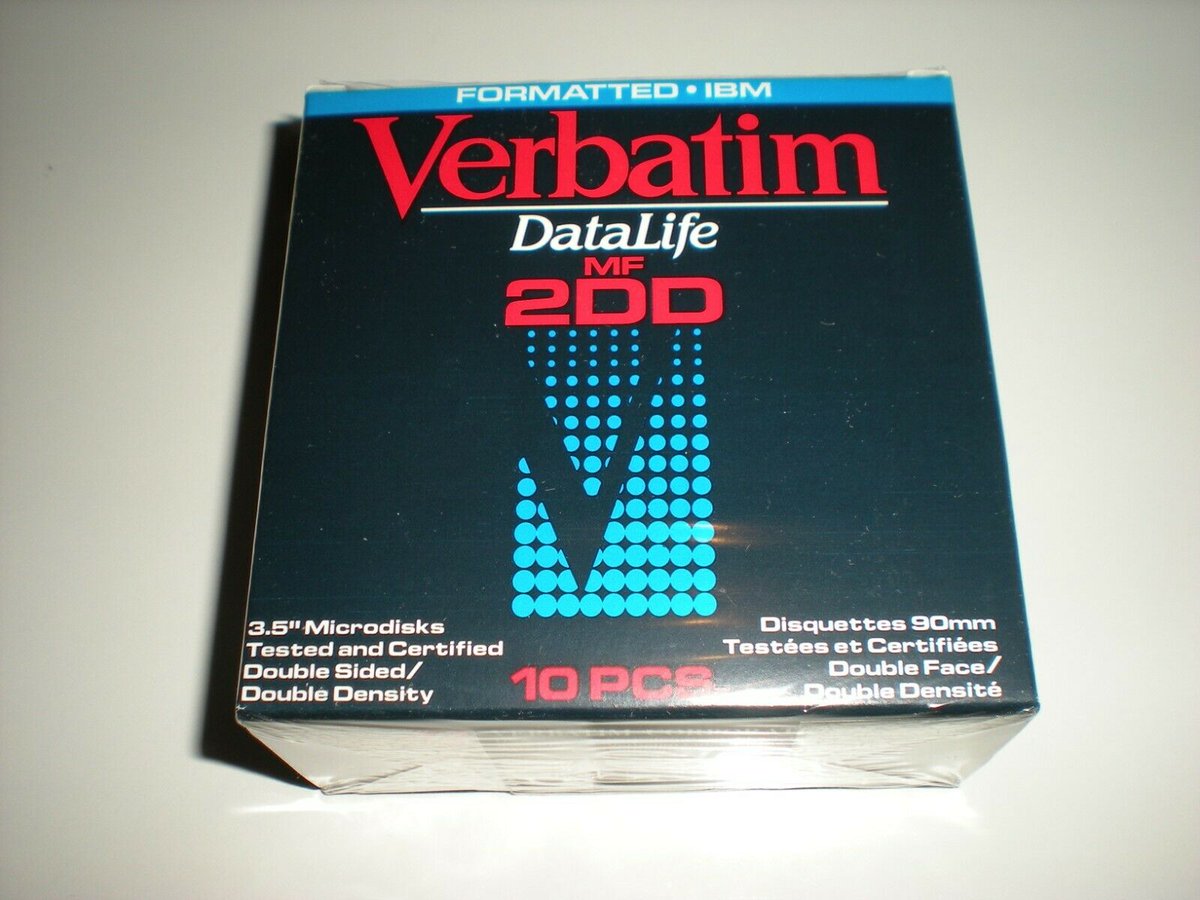 FORMATTED • IBM
Verbatim
DataLife
MF
2DD
3.5" Microdisks
Tested and Certified
Double Sided/
Double Density
10 PCS
Disquettes 90mm
Testées et Certifiées
Double Face/
Double Densité